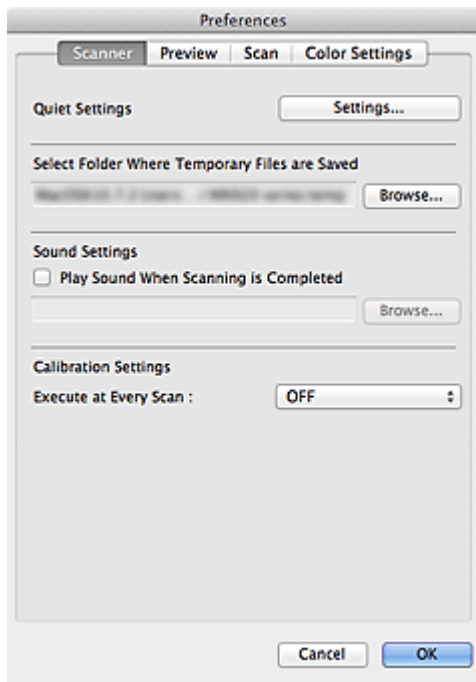 Preferences
Scanner Preview Scan Color Settings
Quiet Settings Settings...
Select Folder Where Temporary Files are Saved
Browse...
Sound Settings
Play Sound When Scanning is Completed
Browse...
Calibration Settings
Execute at Every Scan : OFF
Cancel OK